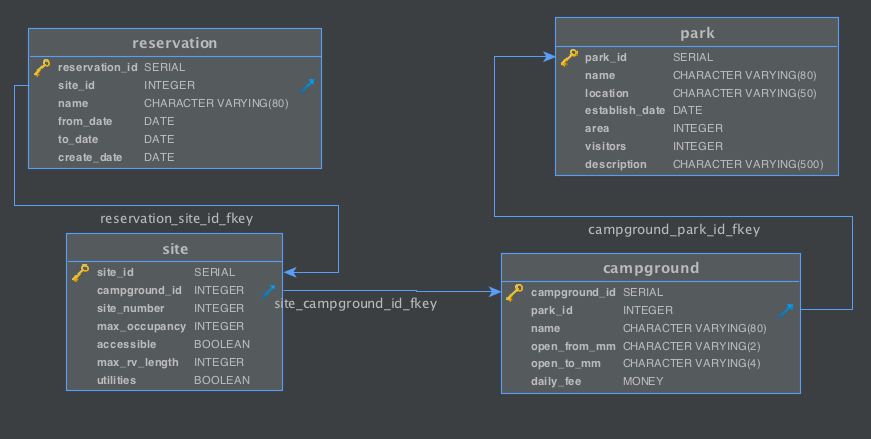 reservation
reservation_id SERIAL
site_id INTEGER
name CHARACTER VARYING(80)
from_date DATE
to_date DATE
create_date DATE
park
park_id SERIAL
name CHARACTER VARYING(80)
location CHARACTER VARYING(50)
establish_date DATE
area INTEGER
visitors INTEGER
description CHARACTER VARYING(500)
reservation_site_id_fkey
campground_park_id_fkey
site
site_id SERIAL
campground_id INTEGER
site_number INTEGER
max_occupancy INTEGER
accessible BOOLEAN
max_rv_length INTEGER
utilities BOOLEAN
site_campground_id_fkey
campground
campground_id SERIAL
park_id INTEGER
name CHARACTER VARYING(80)
open_from_mm CHARACTER VARYING(2)
open_to_mm CHARACTER VARYING(4)
daily_fee MONEY